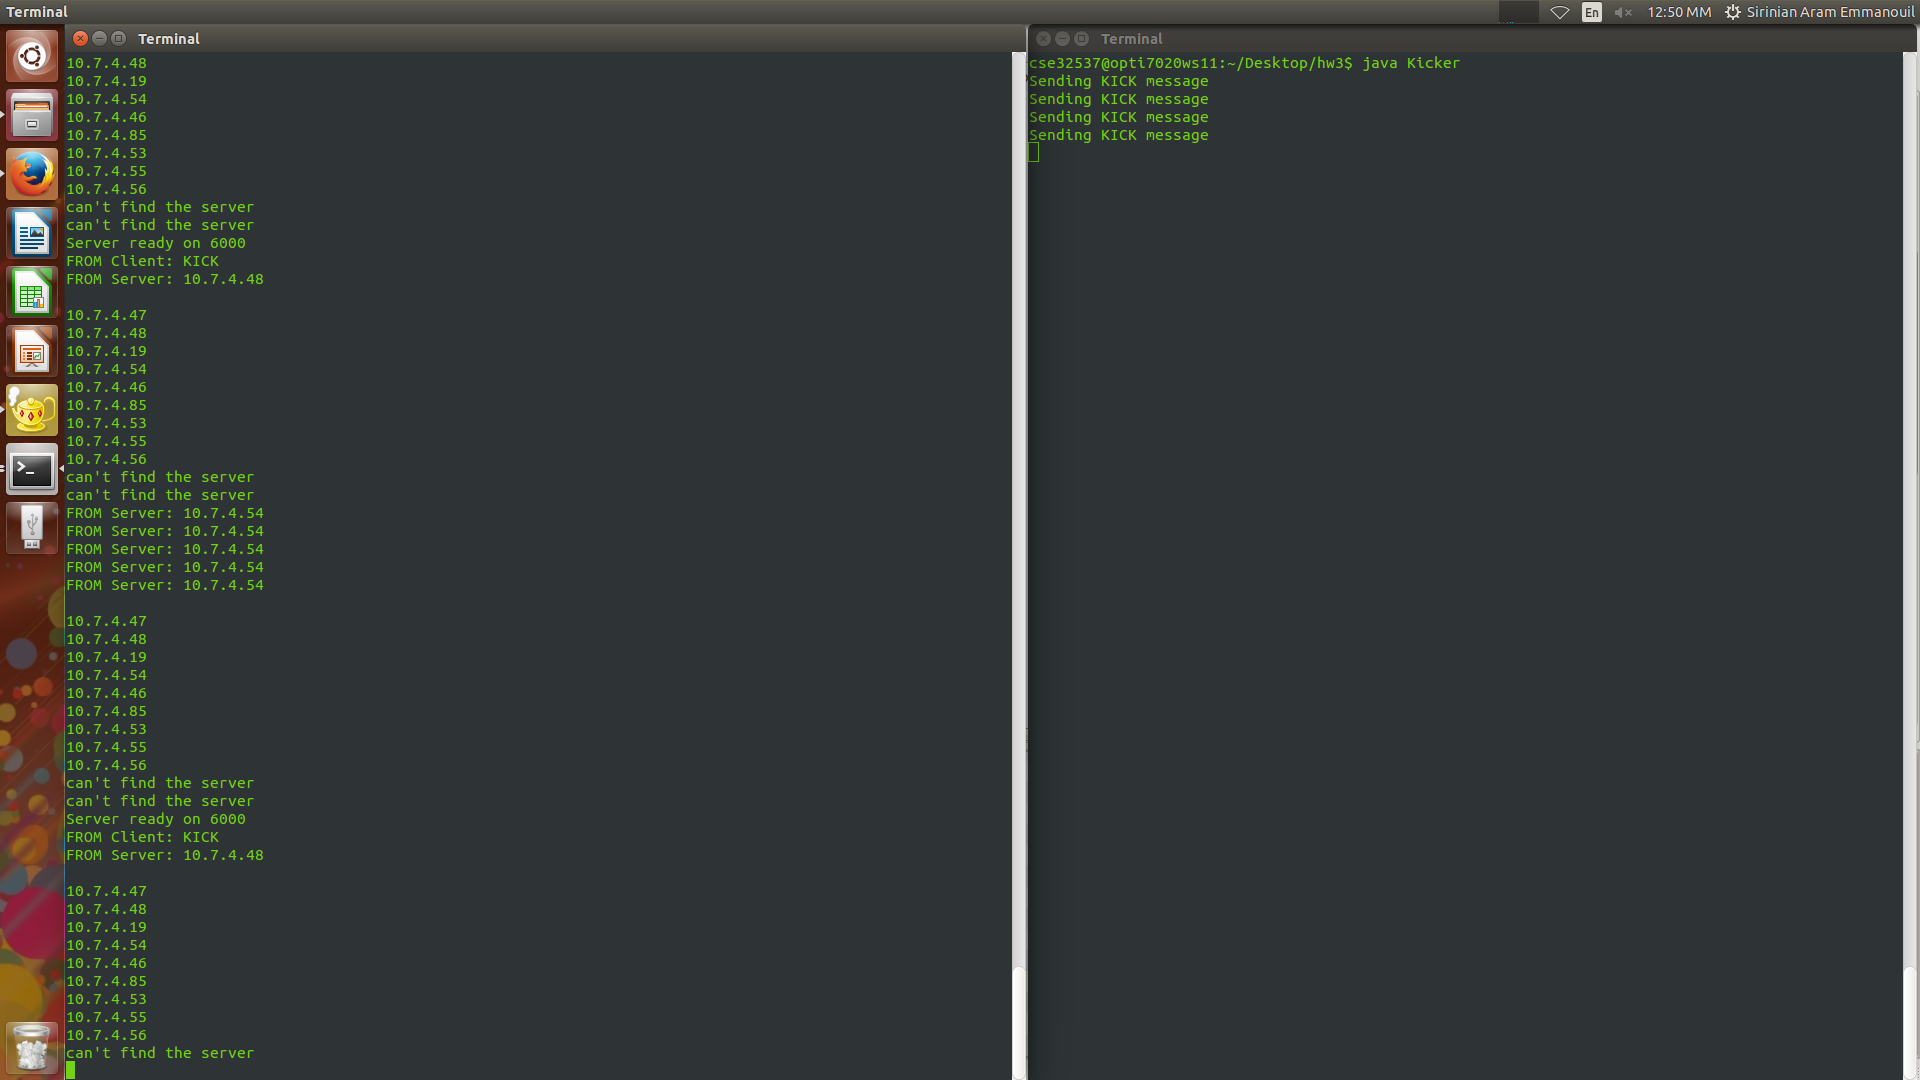 Terminal
En
12:50 MM
Sirinian Aram Emmanouil
Terminal
10.7.4.48
10.7.4.19
10.7.4.54
10.7.4.46
10.7.4.85
10.7.4.53
10.7.4.55
10.7.4.56
can't find the server
can't find the server
Server ready on 6000
FROM Client: KICK
FROM Server: 10.7.4.48
10.7.4.47
10.7.4.48
10.7.4.19
10.7.4.54
10.7.4.46
10.7.4.85
10.7.4.53
10.7.4.55
10.7.4.56
can't find the server
can't find the server
FROM Server: 10.7.4.54
FROM Server: 10.7.4.54
FROM Server: 10.7.4.54
FROM Server: 10.7.4.54
FROM Server: 10.7.4.54
10.7.4.47
10.7.4.48
10.7.4.19
10.7.4.54
10.7.4.46
10.7.4.85
10.7.4.53
10.7.4.55
10.7.4.56
can't find the server
can't find the server
Server ready on 6000
FROM Client: KICK
FROM Server: 10.7.4.48
10.7.4.47
10.7.4.48
10.7.4.19
10.7.4.54
10.7.4.46
10.7.4.85
10.7.4.53
10.7.4.55
10.7.4.56
can't find the server
Terminal
cse32537@opti7020ws11:~/Desktop/hw3$ java Kicker
Sending KICK message
Sending KICK message
Sending KICK message
Sending KICK message